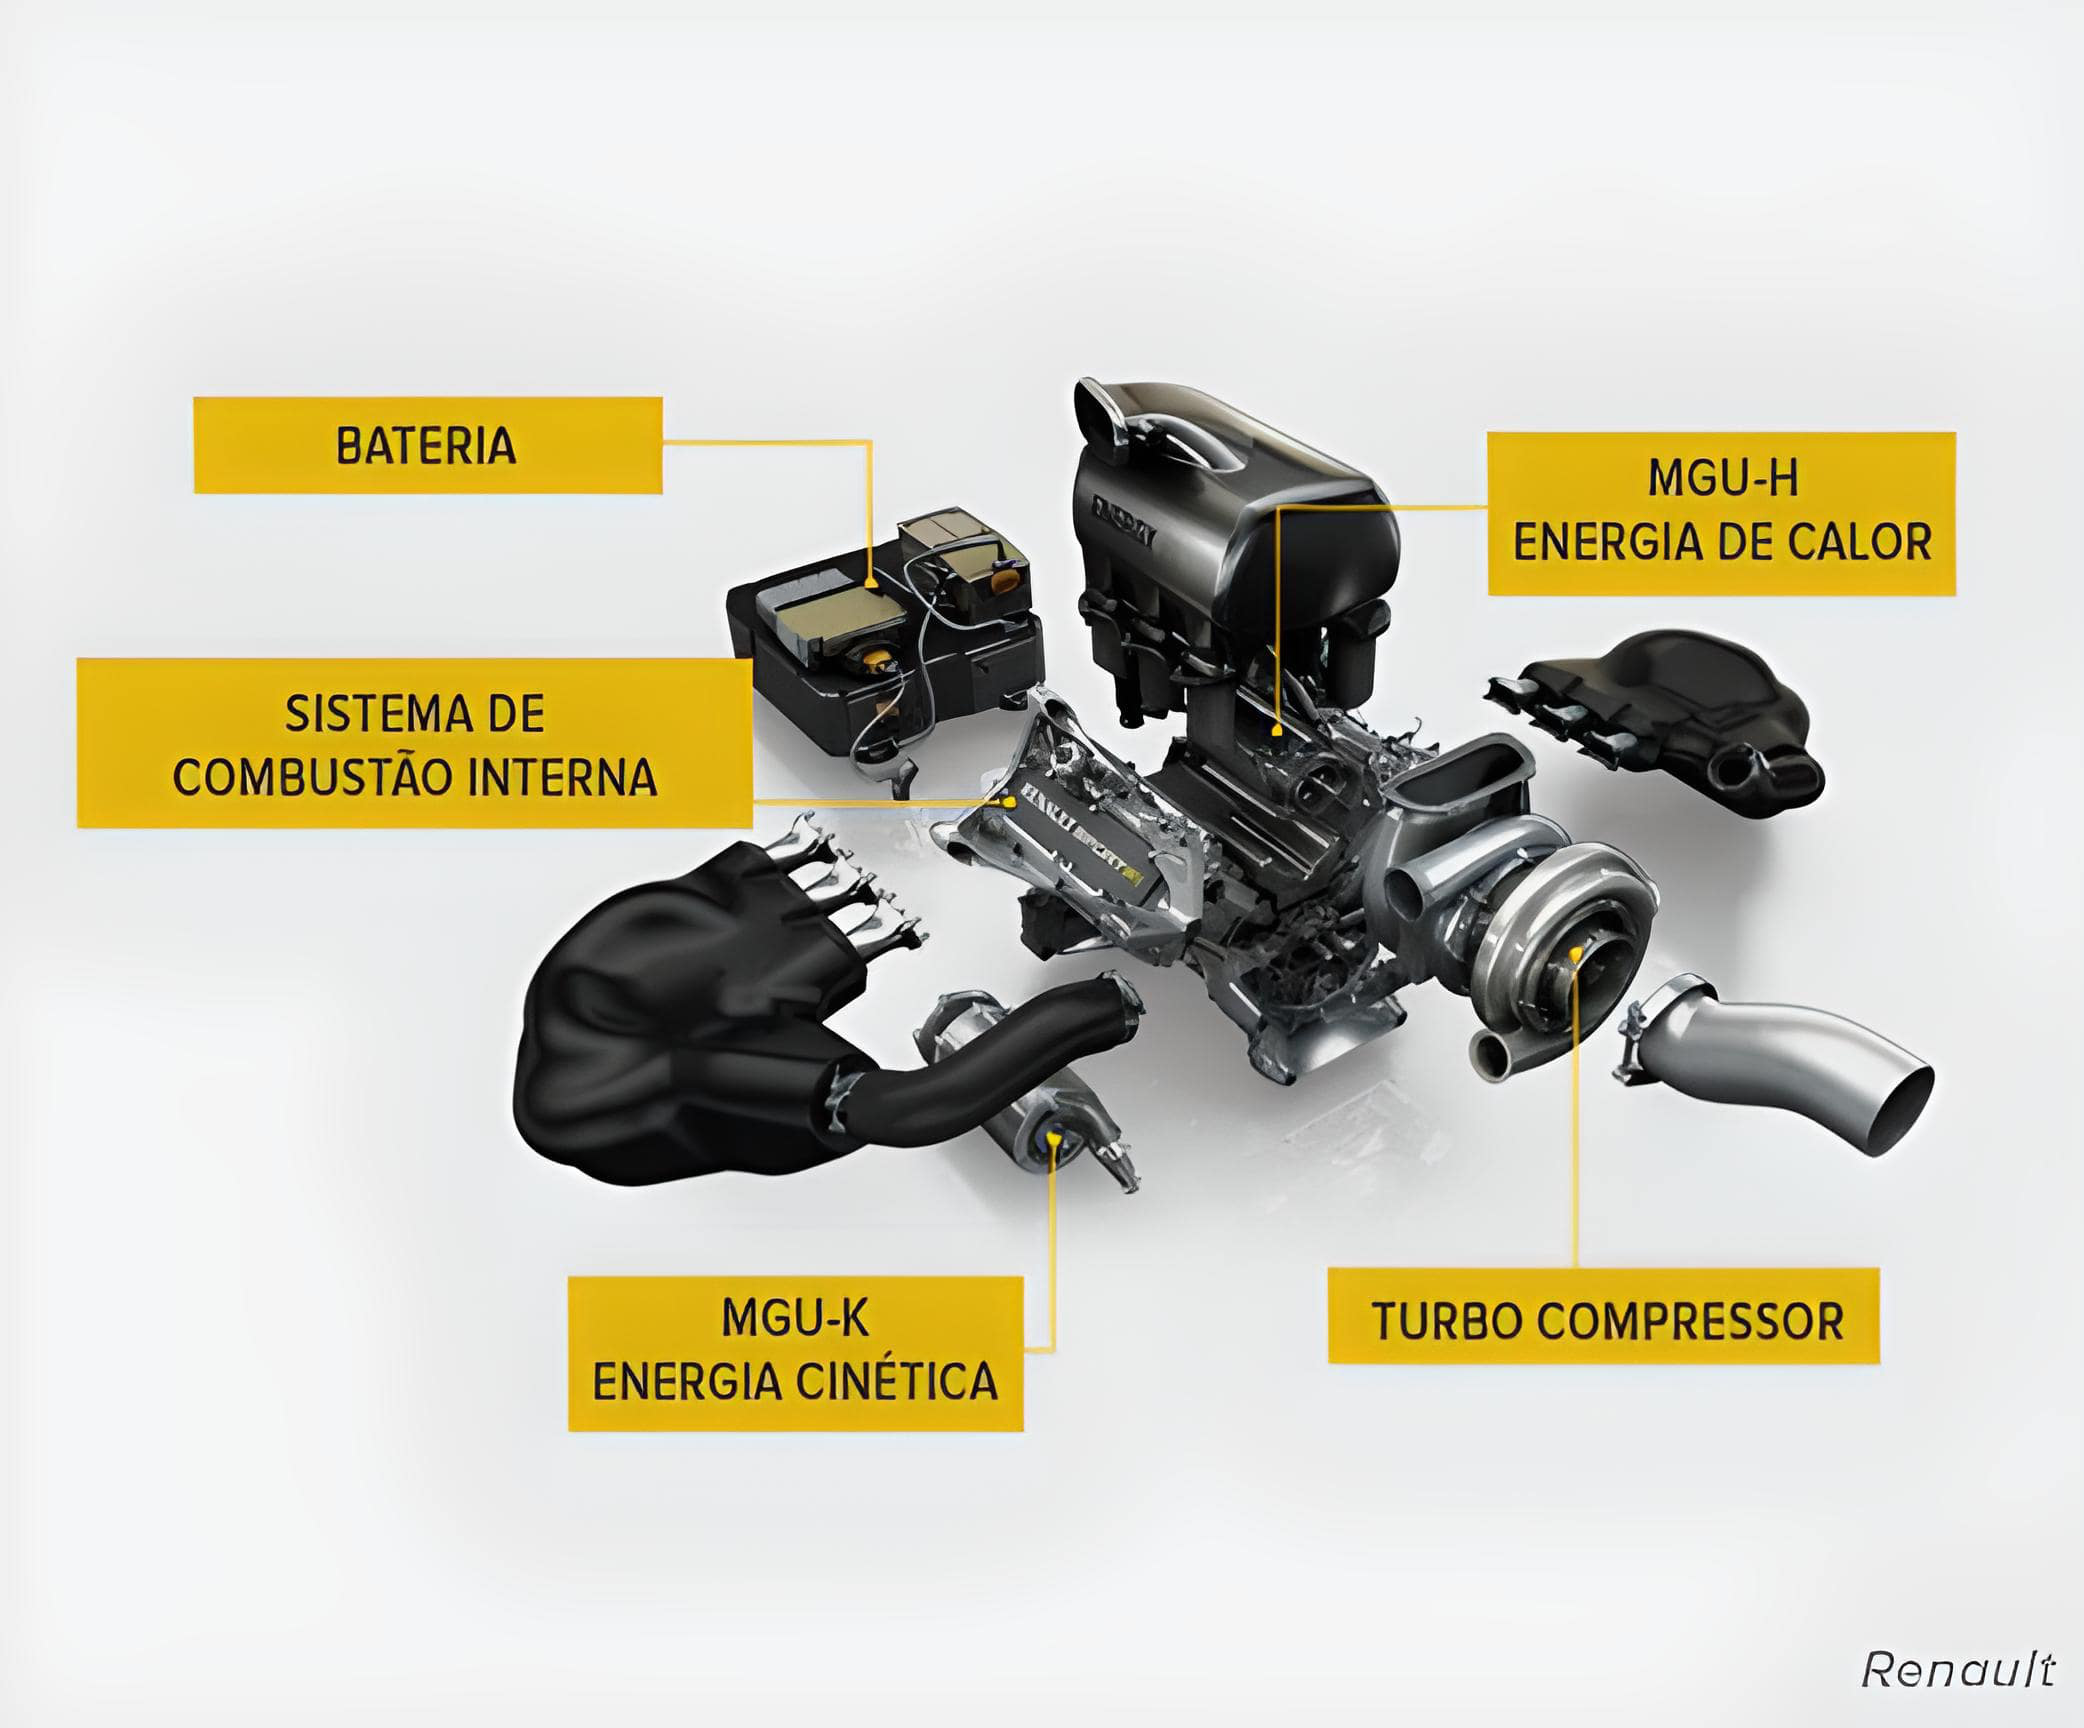 BATERIA
MGU-H
ENERGIA DE CALOR
SISTEMA DE
COMBUSTÃO INTERNA
MGU-K
ENERGIA CINÉTICA
TURBO COMPRESSOR
Renault